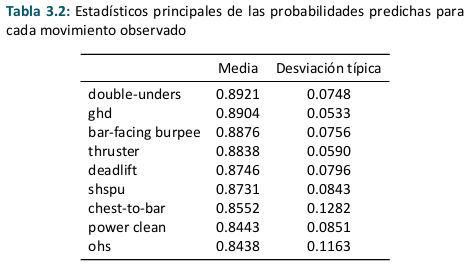 Tabla 3.2: Estadísticos principales de las probabilidades predichas para
cada movimiento observado
Media Desviación típica
double-unders 0.8921 0.0748
ghd 0.8904 0.0533
bar-facing burpee 0.8876 0.0756
thruster 0.8838 0.0590
deadlift 0.8746 0.0796
shspu 0.8731 0.0843
chest-to-bar 0.8552 0.1282
power clean 0.8443 0.0851
ohs 0.8438 0.1163